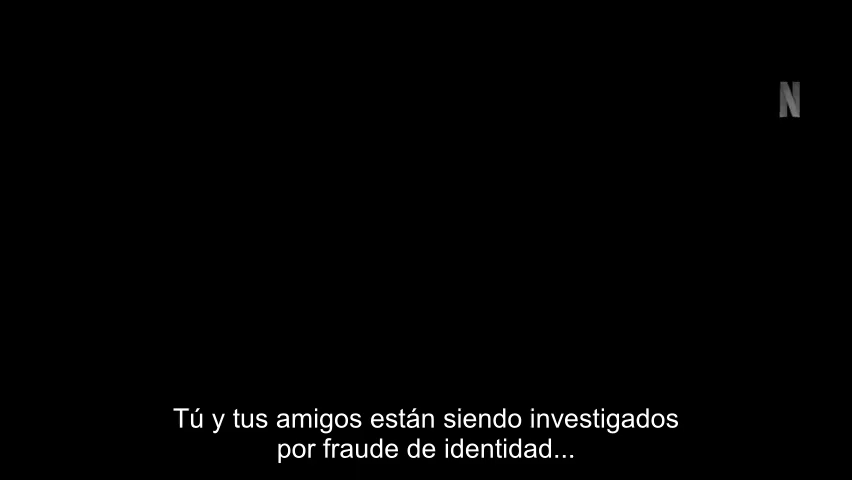 N
Tú y tus amigos están siendo investigados
por fraude de identidad...